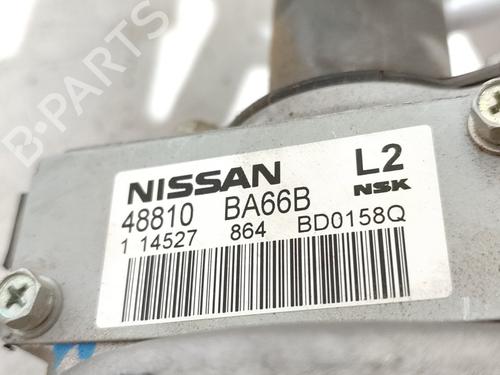 B-PARTS
NISSAN L2
48810 BA66B NSK
1 14527 864 BD0158Q